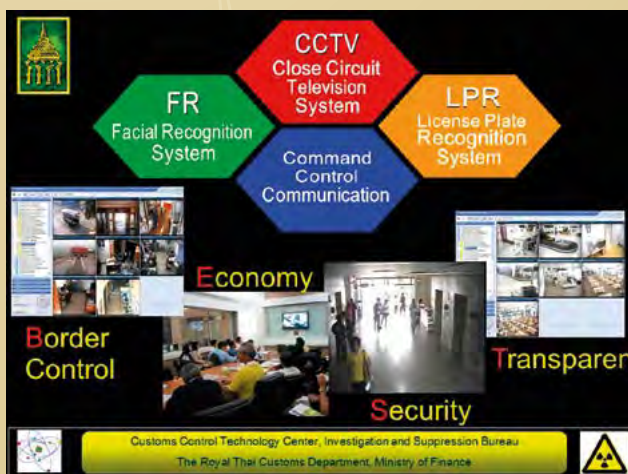 CCTV
Close Circuit
Television
System
FR
Facial Recognition
System
LPR
License Plate
Recognition
System
Command
Control
Communication
Economy
Border
Control
Security
Transparen
Customs Control Technology Center, Investigation and Suppression Bureau
The Royal Thai Customs Department, Ministry of Finance